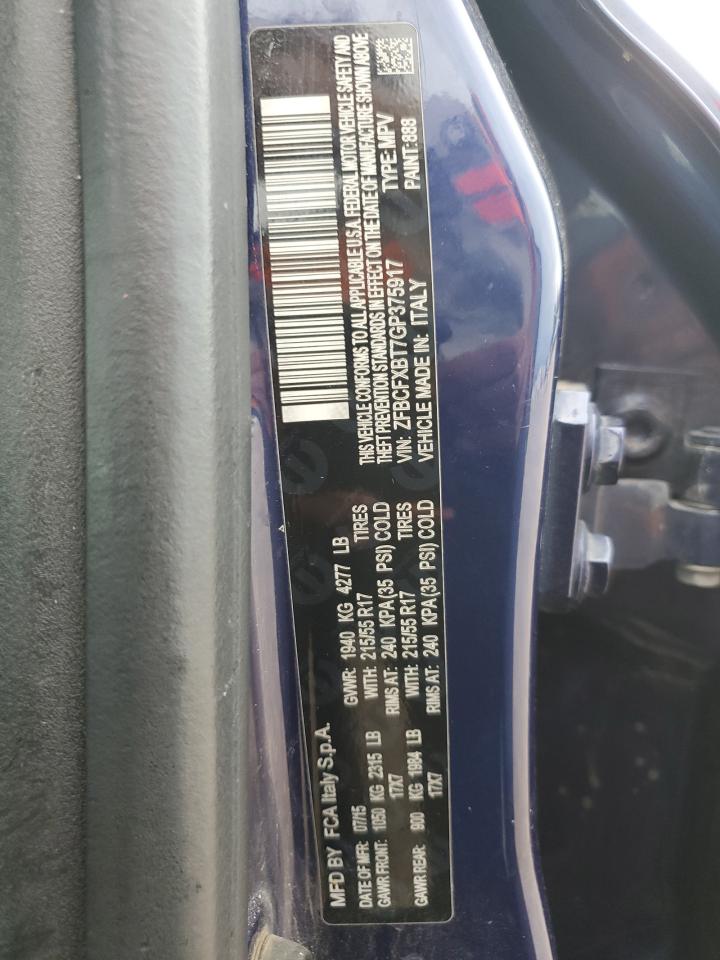 MFD BY FCA Italy S.p.A.
DATE OF MFR: 07/15 GVWR: 1940 KG 4277 LB
GAWR FRONT: 1050 KG 2315 LB WITH: 215/55 R17 TIRES
17X7 RIMS AT: 240 KPA(35 PSI) COLD
GAWR REAR: 900 KG 1984 LB WITH: 215/55 R17 TIRES
17X7 RIMS AT: 240 KPA(35 PSI) COLD
THIS VEHICLE CONFORMS TO ALL APPLICABLE U.S.A. FEDERAL MOTOR VEHICLE SAFETY AND
THEFT PREVENTION STANDARDS IN EFFECT ON THE DATE OF MANUFACTURE SHOWN ABOVE
VIN: ZFBCFXBT7GP375917 TYPE: MPV
VEHICLE MADE IN: ITALY PAINT: 888